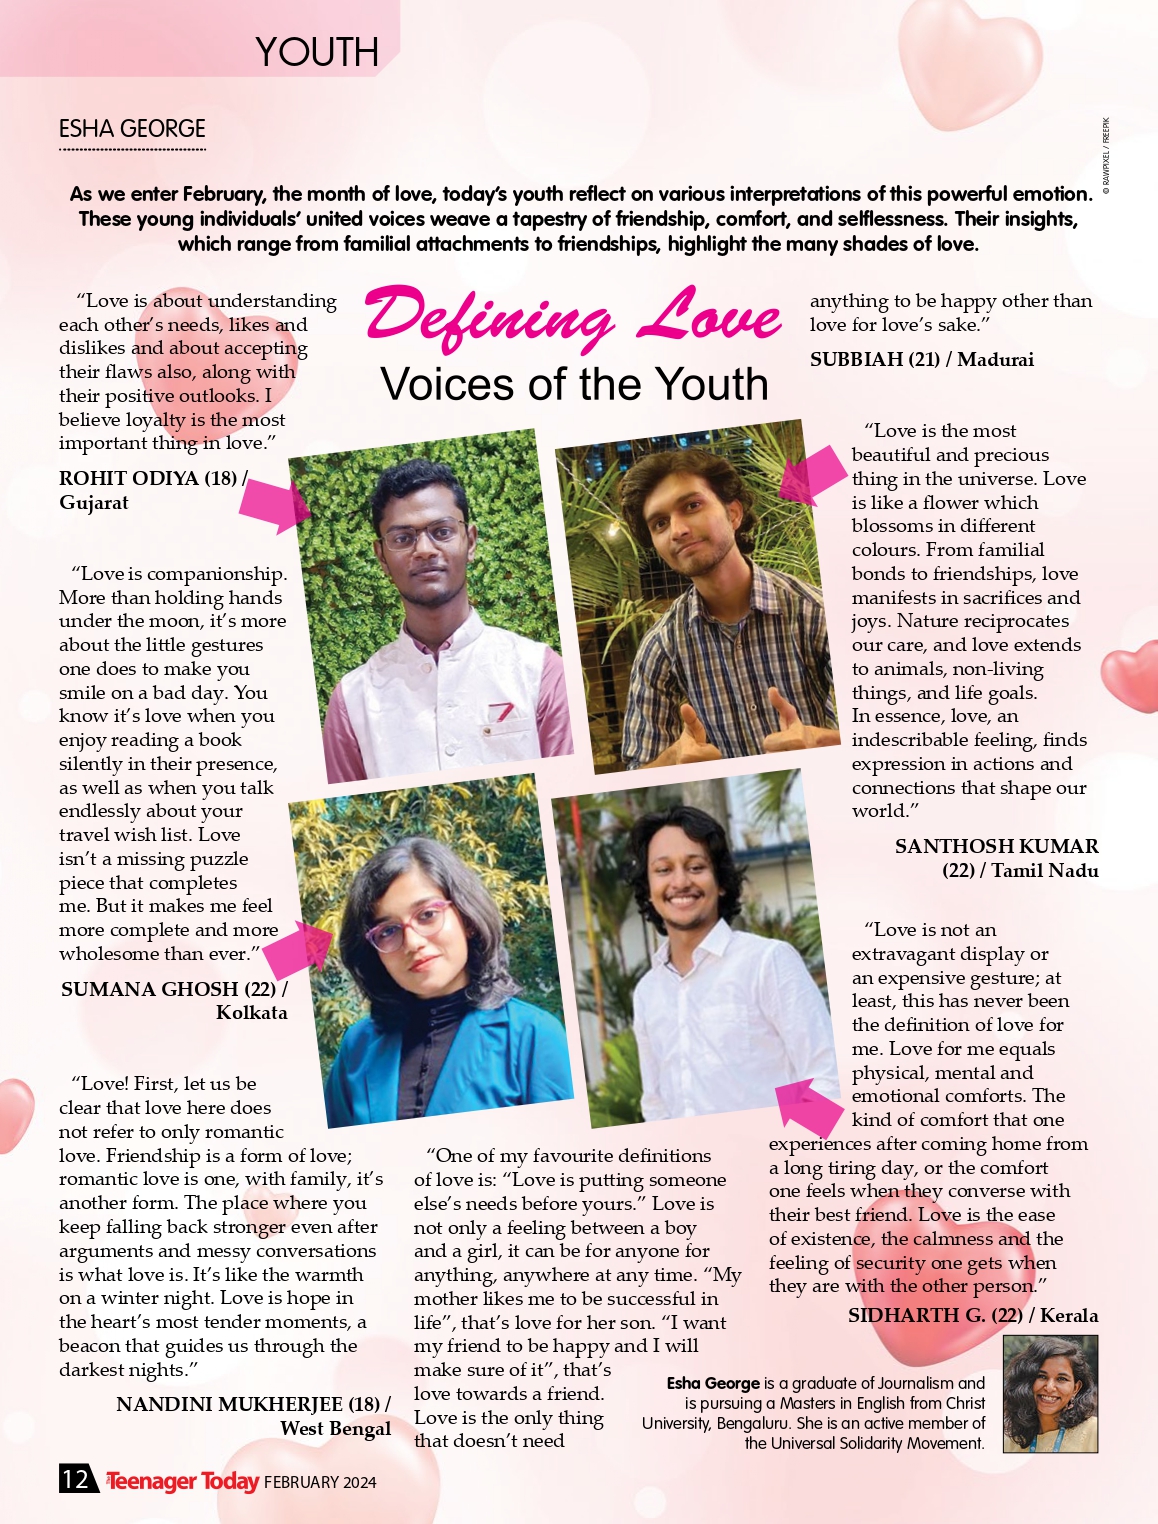 YOUTH
ESHA GEORGE
© RAWPIXEL / FREEPIK
As we enter February, the month of love, today's youth reflect on various interpretations of this powerful emotion.
These young individuals' united voices weave a tapestry of friendship, comfort, and selflessness. Their insights,
which range from familial attachments to friendships, highlight the many shades of love.
Defining Love
Voices of the Youth
“Love is about understanding
each other’s needs, likes and
dislikes and about accepting
their flaws also, along with
their positive outlooks. I
believe loyalty is the most
important thing in love.”
ROHIT ODIYA (18) /
Gujarat
“Love is companionship.
More than holding hands
under the moon, it’s more
about the little gestures
one does to make you
smile on a bad day. You
know it’s love when you
enjoy reading a book
silently in their presence,
as well as when you talk
endlessly about your
travel wish list. Love
isn’t a missing puzzle
piece that completes
me. But it makes me feel
more complete and more
wholesome than ever.”
SUMANA GHOSH (22) /
Kolkata
“Love! First, let us be
clear that love here does
not refer to only romantic
love. Friendship is a form of love;
romantic love is one, with family, it’s
another form. The place where you
keep falling back stronger even after
arguments and messy conversations
is what love is. It’s like the warmth
on a winter night. Love is hope in
the heart’s most tender moments, a
beacon that guides us through the
darkest nights.”
NANDINI MUKHERJEE (18) /
West Bengal
“One of my favourite definitions
of love is: “Love is putting someone
else’s needs before yours.” Love is
not only a feeling between a boy
and a girl, it can be for anyone for
anything, anywhere at any time. “My
mother likes me to be successful in
life”, that’s love for her son. “I want
my friend to be happy and I will
make sure of it”, that’s
love towards a friend.
Love is the only thing
that doesn’t need
anything to be happy other than
love for love’s sake.”
SUBBIAH (21) / Madurai
“Love is the most
beautiful and precious
thing in the universe. Love
is like a flower which
blossoms in different
colours. From familial
bonds to friendships, love
manifests in sacrifices and
joys. Nature reciprocates
our care, and love extends
to animals, non-living
things, and life goals.
In essence, love, an
indescribable feeling, finds
expression in actions and
connections that shape our
world.”
SANTHOSH KUMAR
(22) / Tamil Nadu
“Love is not an
extravagant display or
an expensive gesture; at
least, this has never been
the definition of love for
me. Love for me equals
physical, mental and
emotional comforts. The
kind of comfort that one
experiences after coming home from
a long tiring day, or the comfort
one feels when they converse with
their best friend. Love is the ease
of existence, the calmness and the
feeling of security one gets when
they are with the other person.”
SIDHARTH G. (22) / Kerala
Esha George is a graduate of Journalism and
is pursuing a Masters in English from Christ
University, Bengaluru. She is an active member of
the Universal Solidarity Movement.
12 The Teenager Today FEBRUARY 2024